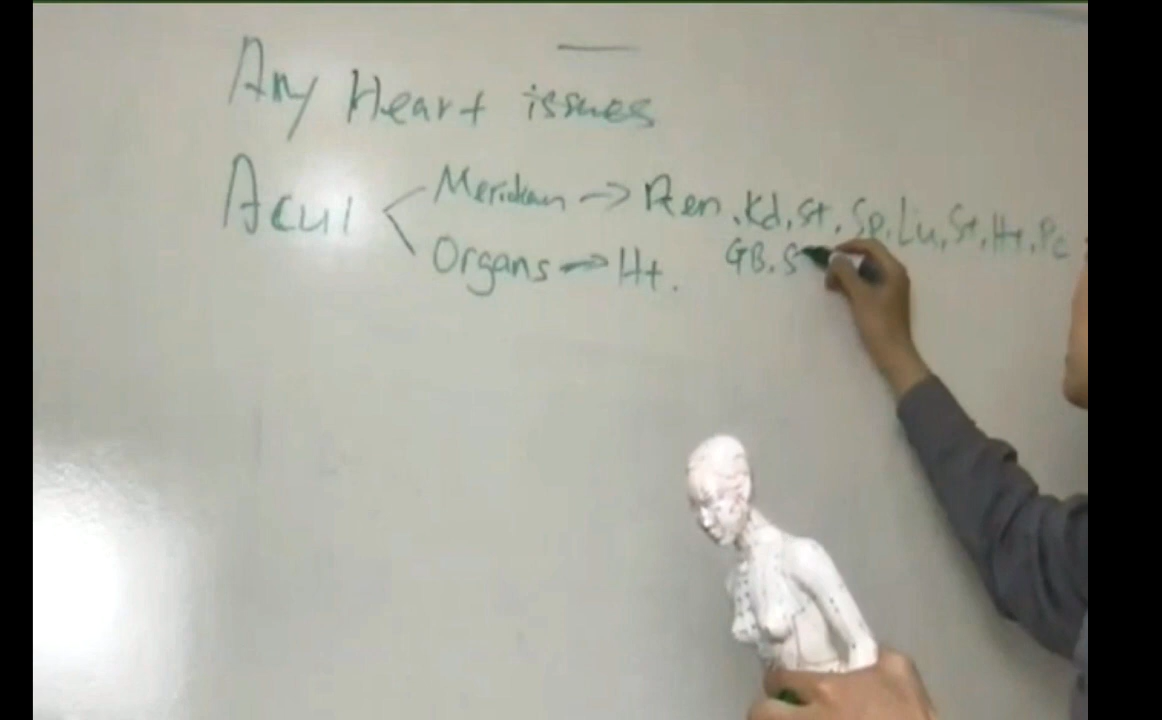 Any Heart issues
Acu1
Meridian → Ren, Kd, St, Sp, Lu, St, Ht, Pc
GB, S
Organs → Ht.